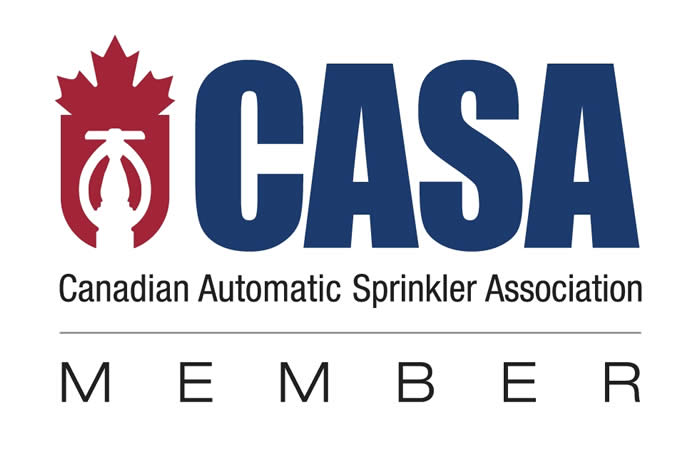 CASA
Canadian Automatic Sprinkler Association
MEMBER